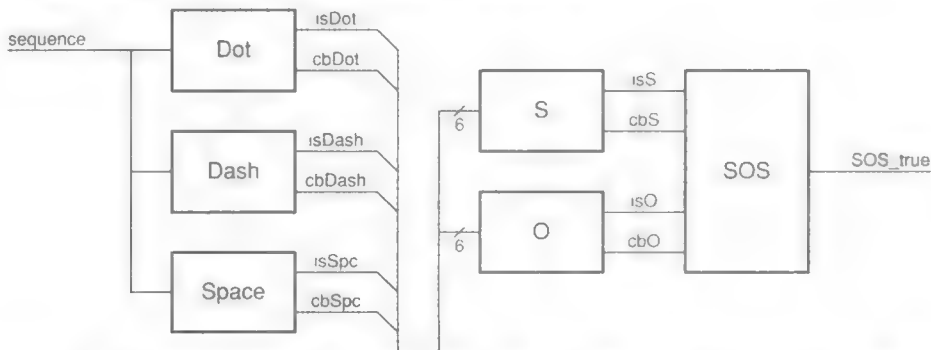 sequence
Dot
isDot
cbDot
Dash
isDash
cbDash
Space
isSpc
cbSpc
6
S
isS
cbS
6
O
isO
cbO
SOS
SOS_true